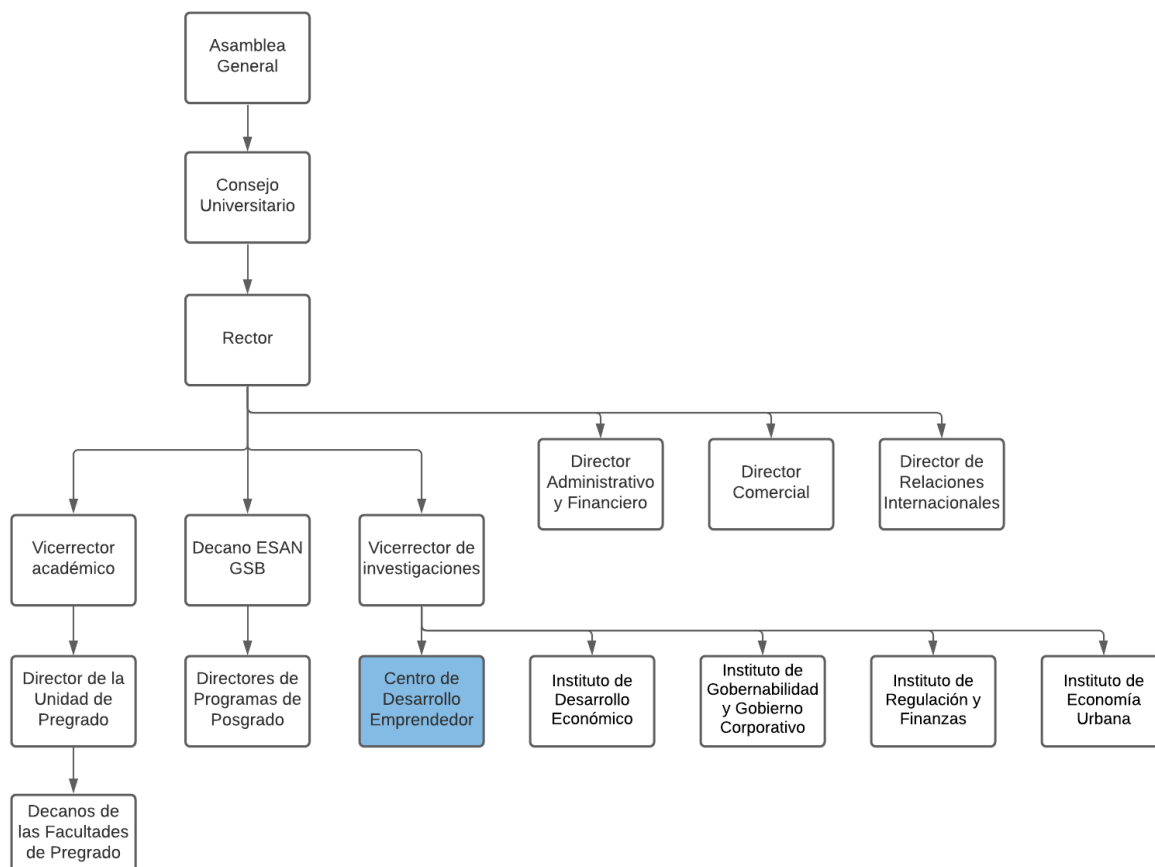 Asamblea
General
Consejo
Universitario
Rector
Director
Administrativo
y Financiero
Director
Comercial
Director de
Relaciones
Internacionales
Vicerrector
académico
Decano ESAN
GSB
Vicerrector de
investigaciones
Director de la
Unidad de
Pregrado
Directores de
Programas de
Posgrado
Centro de
Desarrollo
Emprendedor
Instituto de
Desarrollo
Económico
Instituto de
Gobernabilidad
y Gobierno
Corporativo
Instituto de
Regulación y
Finanzas
Instituto de
Economía
Urbana
Decanos de
las Facultades
de Pregrado